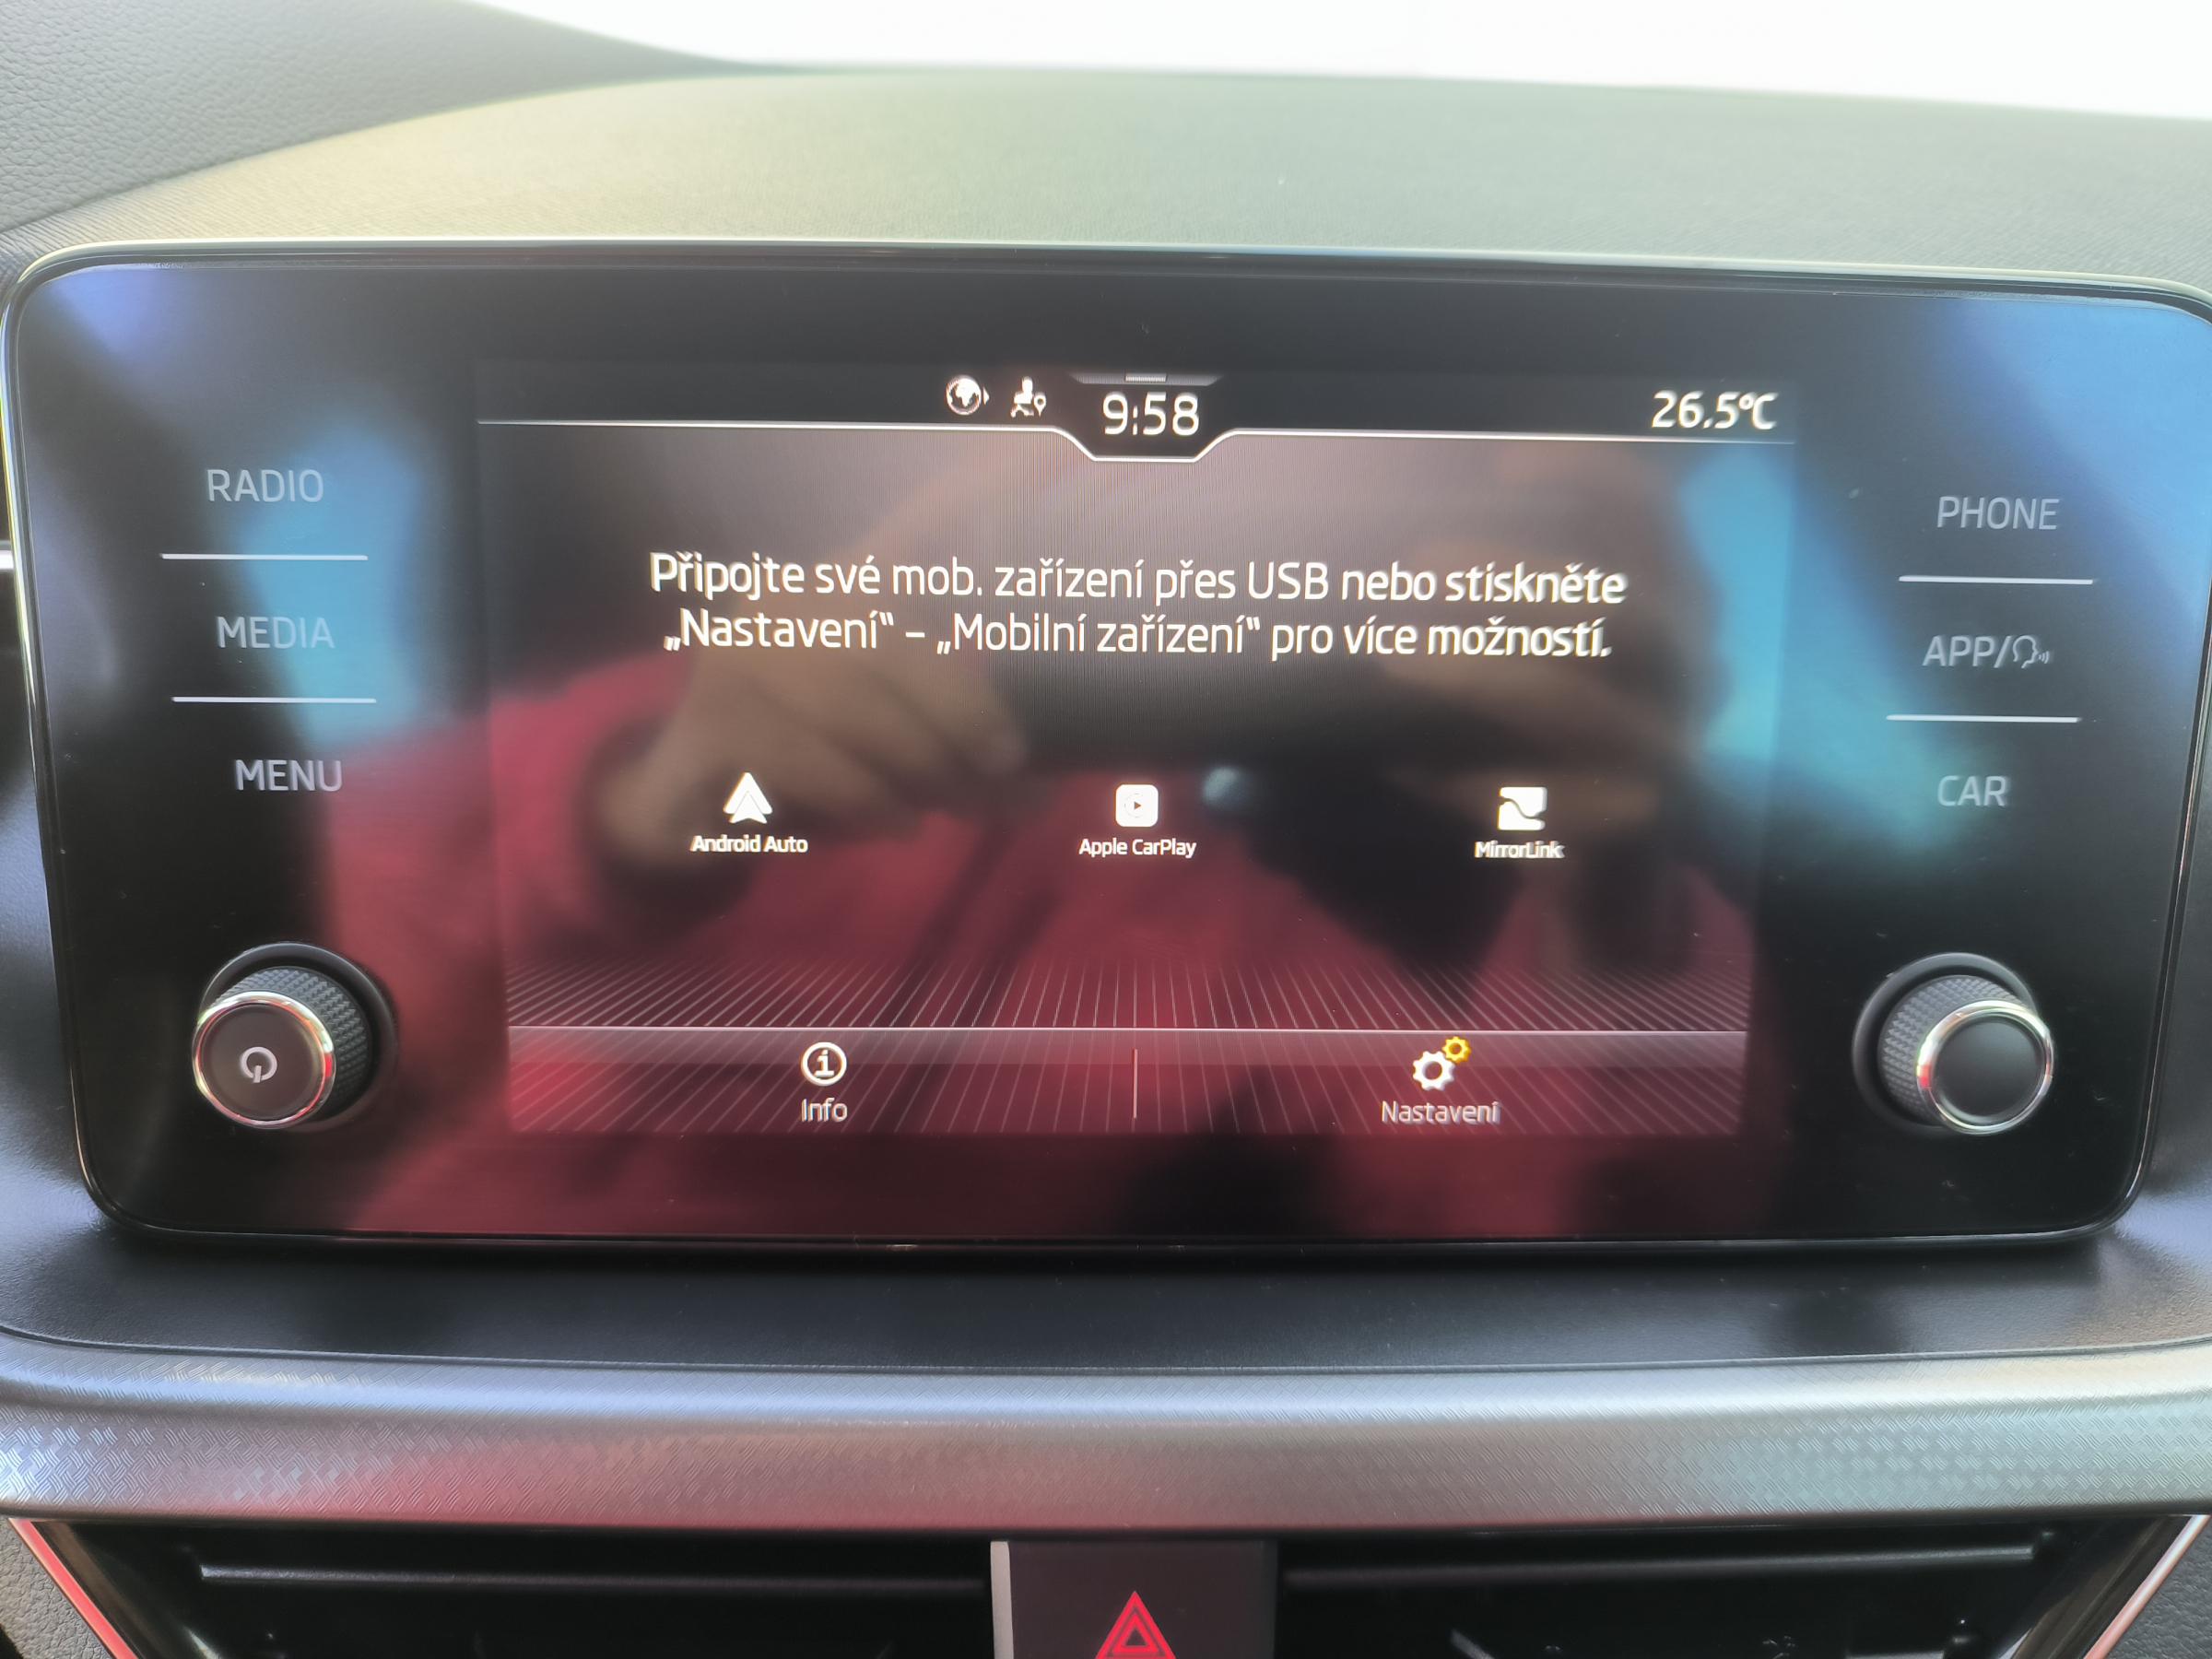 9:58
26.5°C
RADIO
MEDIA
MENU
Připojte své mob. zařízení přes USB nebo stiskněte
„Nastavení“ – „Mobilní zařízení“ pro více možností.
Android Auto
Apple CarPlay
MirrorLink
Info
Nastavení
PHONE
APP/
CAR